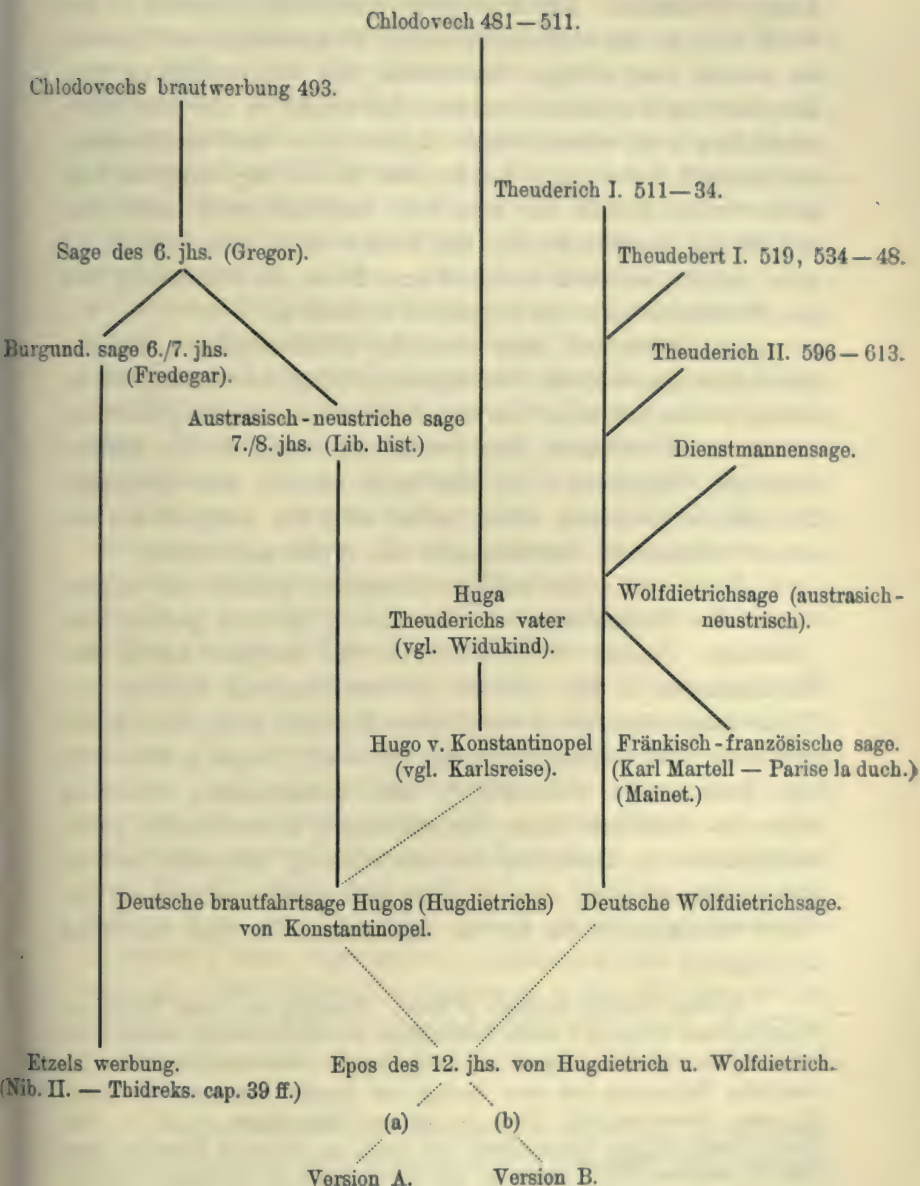 Chlodovech 481—511.
Chlodovechs brautwerbung 493.
Theuderich I. 511—34.
Sage des 6. jhs. (Gregor).
Theudebert I. 519, 534—48.
Burgund. sage 6./7. jhs.
(Fredegar).
Theuderich II. 596—613.
Austrasisch-neustriche sage
7./8. jhs. (Lib. hist.)
Dienstmannensage.
Huga
Theuderichs vater
(vgl. Widukind).
Wolfdietrichsage (austrasich-
neustrisch).
Hugo v. Konstantinopel
(vgl. Karlsreise).
Fränkisch-französische sage.
(Karl Martell — Parise la duch.)
(Mainet.)
Deutsche brautfahrtsage Hugos (Hugdietrichs)
von Konstantinopel.
Deutsche Wolfdietrichsage.
Etzels werbung.
(Nib. II. — Thidreks. cap. 39 ff.)
Epos des 12. jhs. von Hugdietrich u. Wolfdietrich.
(a) (b)
Version A. Version B.